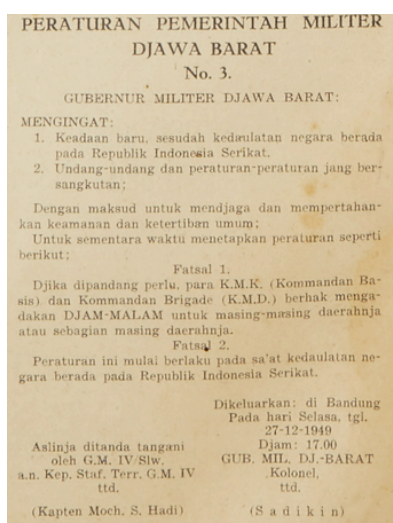 PERATURAN PEMERINTAH MILITER
DJAWA BARAT
No. 3.
GUBERNUR MILITER DJAWA BARAT:
MENGINGAT:
1. Keadaan baru, sesudah kedaulatan negara berada
pada Republik Indonesia Serikat.
2. Undang-undang dan peraturan-peraturan jang ber-
sangkutan;
Dengan maksud untuk mendjaga dan mempertahan-
kan keamanan dan ketertiban umum;
Untuk sementara waktu menetapkan peraturan seperti
berikut;
Fatsal 1.
Djika dipandang perlu, para K.M.K. (Kommandan Ba-
sis) dan Kommandan Brigade (K.M.D.) berhak menga-
dakan DJAM-MALAM untuk masing-masing daerahnja
atau sebagian masing daerahnja.
Fatsal 2.
Peraturan ini mulai berlaku pada sa'at kedaulatan ne-
gara berada pada Republik Indonesia Serikat.
Dikeluarkan: di Bandung
Pada hari Selasa, tgl.
27-12-1949
Djam: 17.00
GUB. MIL. DJ.-BARAT
Kolonel,
ttd.
(Sadikin)
Aslinja ditanda tangani
oleh G.M. IV/Slw.
a.n. Kep. Staf. Terr. G.M. IV
ttd.
(Kapten Moch. S. Hadi)